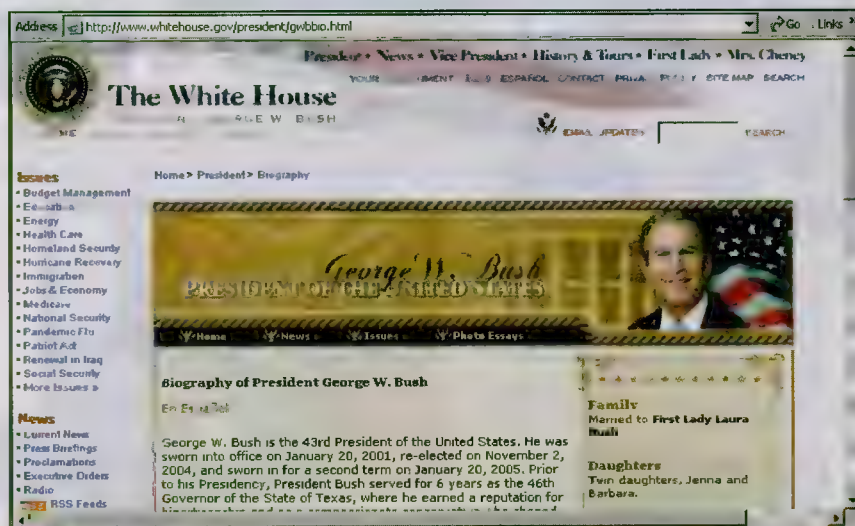 Address http://www.whitehouse.gov/president/gwbbio.html Go Links »
President • News • Vice President • History & Tours • First Lady • Mrs. Cheney
YOUR ESPAÑOL CONTACT SITE MAP SEARCH
The White House
W BUSH
EMAIL UPDATES SEARCH
Home > President > Biography
Issues
• Budget Management
• Education
• Energy
• Health Care
• Homeland Security
• Hurricane Recovery
• Immigration
• Jobs & Economy
• Medicare
• National Security
• Pandemic Flu
• Patriot Act
• Renewal in Iraq
• Social Security
• More Issues »
News
• Current News
• Press Briefings
• Proclamations
• Executive Orders
• Radio
RSS Feeds
George W. Bush
PRESIDENT OF THE UNITED STATES
Home News Issues Photo Essays
Biography of President George W. Bush
En Español
George W. Bush is the 43rd President of the United States. He was
sworn into office on January 20, 2001, re-elected on November 2,
2004, and sworn in for a second term on January 20, 2005. Prior
to his Presidency, President Bush served for 6 years as the 46th
Governor of the State of Texas, where he earned a reputation for
Family
Married to First Lady Laura
Bush
Daughters
Twin daughters, Jenna and
Barbara.